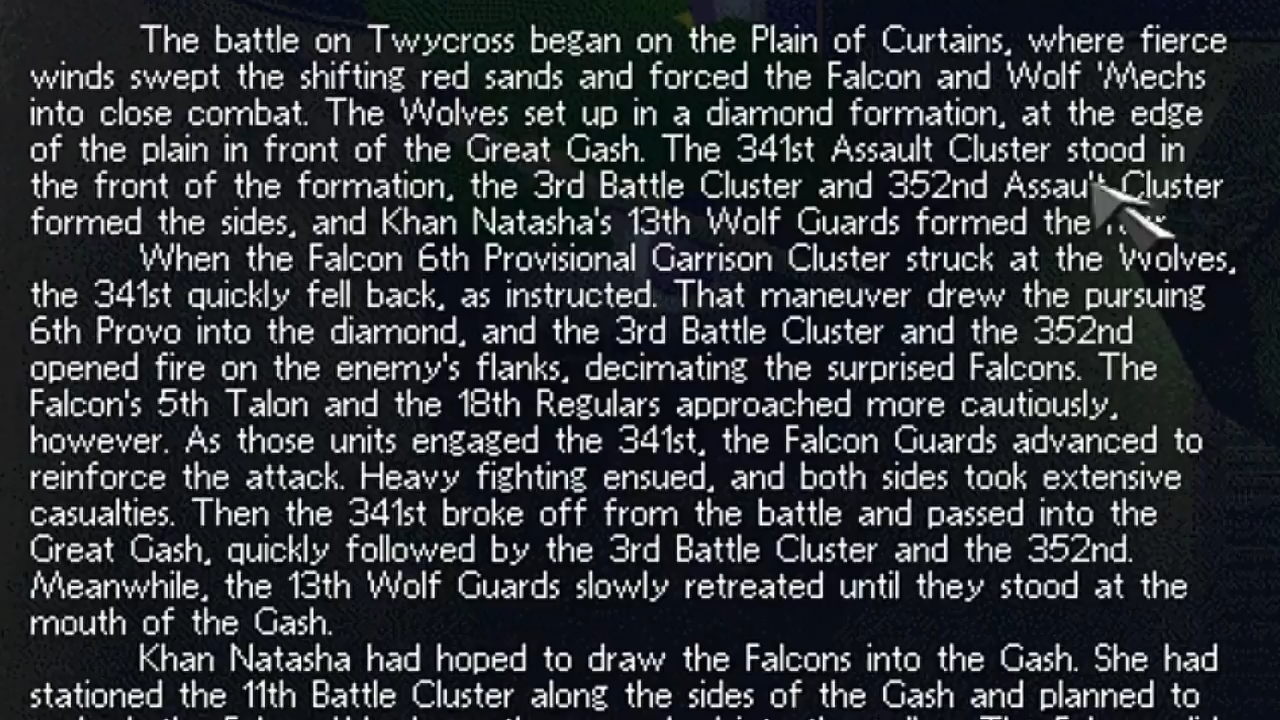 The battle on Twycross began on the Plain of Curtains, where fierce
winds swept the shifting red sands and forced the Falcon and Wolf 'Mechs
into close combat. The Wolves set up in a diamond formation, at the edge
of the plain in front of the Great Gash. The 341st Assault Cluster stood in
the front of the formation, the 3rd Battle Cluster and 352nd Assault Cluster
formed the sides, and Khan Natasha's 13th Wolf Guards formed the
When the Falcon 6th Provisional Garrison Cluster struck at the Wolves,
the 341st quickly fell back, as instructed. That maneuver drew the pursuing
6th Provo into the diamond, and the 3rd Battle Cluster and the 352nd
opened fire on the enemy's flanks, decimating the surprised Falcons. The
Falcon's 5th Talon and the 18th Regulars approached more cautiously,
however. As those units engaged the 341st, the Falcon Guards advanced to
reinforce the attack. Heavy fighting ensued, and both sides took extensive
casualties. Then the 341st broke off from the battle and passed into the
Great Gash, quickly followed by the 3rd Battle Cluster and the 352nd.
Meanwhile, the 13th Wolf Guards slowly retreated until they stood at the
mouth of the Gash.
Khan Natasha had hoped to draw the Falcons into the Gash. She had
stationed the 11th Battle Cluster along the sides of the Gash and planned to